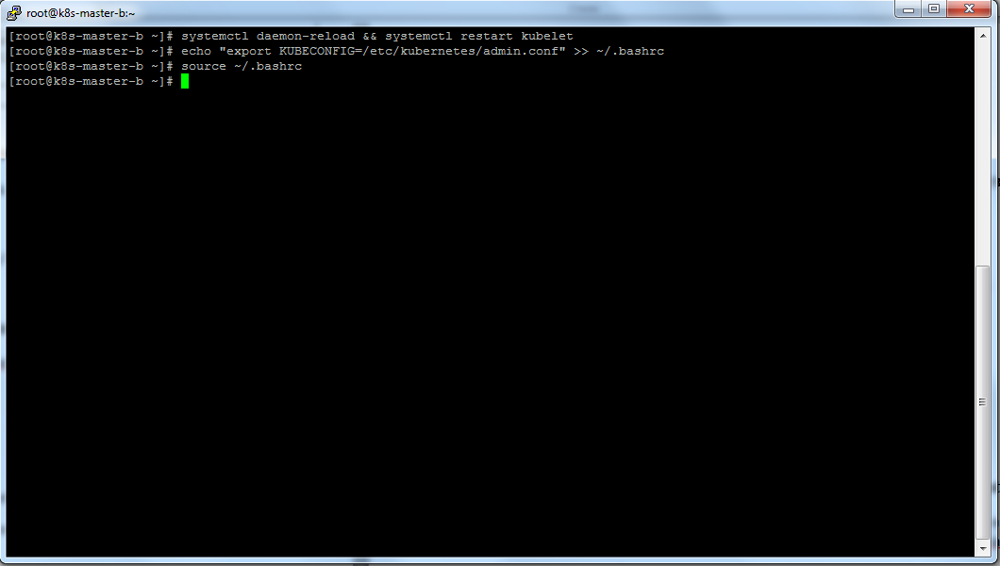 root@k8s-master-b:~
[root@k8s-master-b ~]# systemctl daemon-reload && systemctl restart kubelet
[root@k8s-master-b ~]# echo "export KUBECONFIG=/etc/kubernetes/admin.conf" >> ~/.bashrc
[root@k8s-master-b ~]# source ~/.bashrc
[root@k8s-master-b ~]#